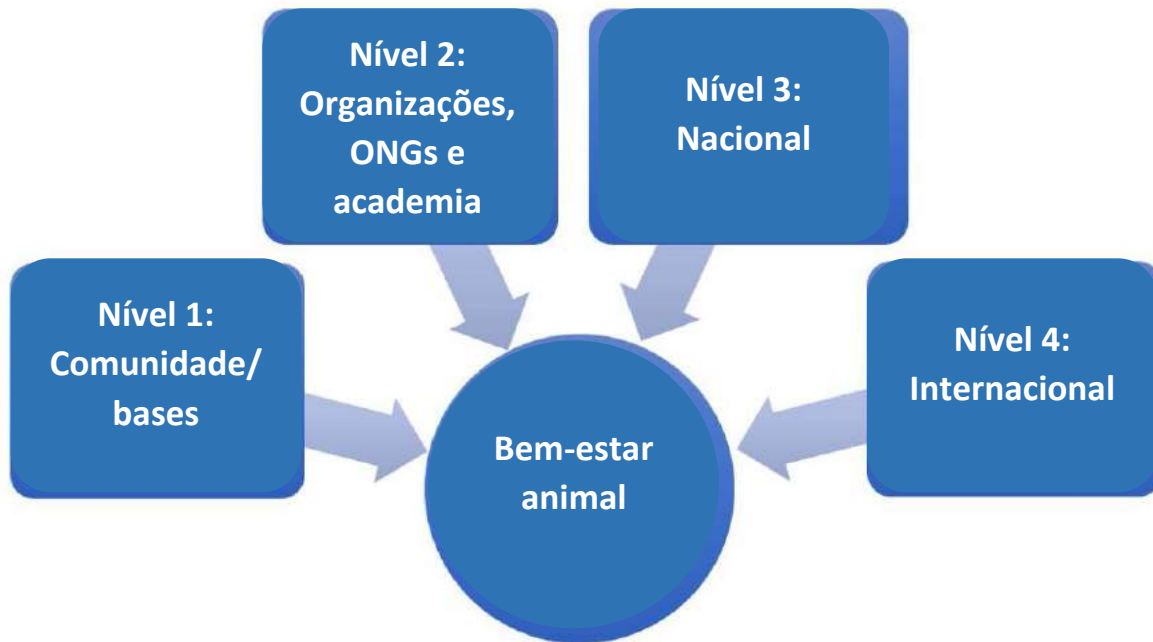 Nível 1:
Comunidade/
bases
Nível 2:
Organizações,
ONGs e
academia
Nível 3:
Nacional
Nível 4:
Internacional
Bem-estar
animal